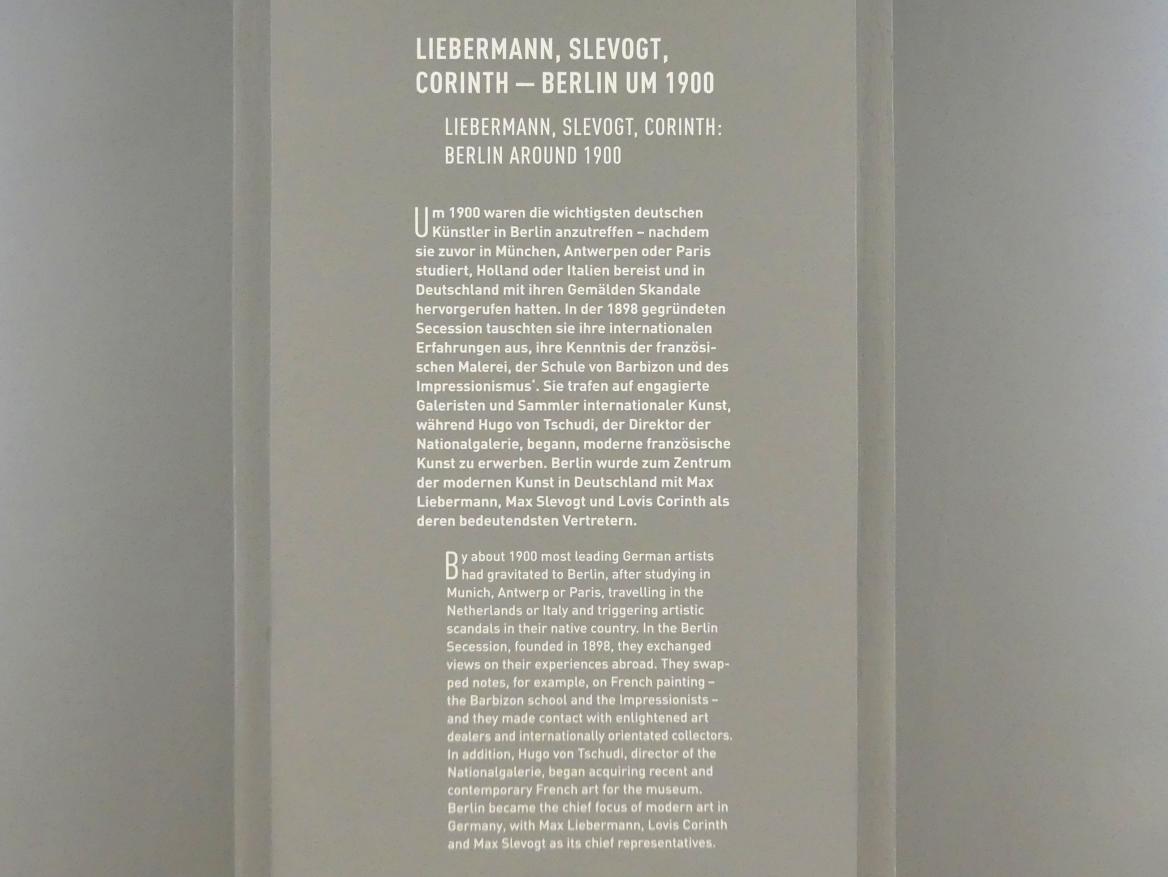 LIEBERMANN, SLEVOGT,
CORINTH – BERLIN UM 1900
LIEBERMANN, SLEVOGT, CORINTH:
BERLIN AROUND 1900
Um 1900 waren die wichtigsten deutschen
Künstler in Berlin anzutreffen – nachdem
sie zuvor in München, Antwerpen oder Paris
studiert, Holland oder Italien bereist und in
Deutschland mit ihren Gemälden Skandale
hervorgerufen hatten. In der 1898 gegründeten
Secession tauschten sie ihre internationalen
Erfahrungen aus, ihre Kenntnis der französi-
schen Malerei, der Schule von Barbizon und des
Impressionismus*. Sie trafen auf engagierte
Galeristen und Sammler internationaler Kunst,
während Hugo von Tschudi, der Direktor der
Nationalgalerie, begann, moderne französische
Kunst zu erwerben. Berlin wurde zum Zentrum
der modernen Kunst in Deutschland mit Max
Liebermann, Max Slevogt und Lovis Corinth als
deren bedeutendsten Vertretern.
By about 1900 most leading German artists
had gravitated to Berlin, after studying in
Munich, Antwerp or Paris, travelling in the
Netherlands or Italy and triggering artistic
scandals in their native country. In the Berlin
Secession, founded in 1898, they exchanged
views on their experiences abroad. They swap-
ped notes, for example, on French painting –
the Barbizon school and the Impressionists –
and they made contact with enlightened art
dealers and internationally orientated collectors.
In addition, Hugo von Tschudi, director of the
Nationalgalerie, began acquiring recent and
contemporary French art for the museum.
Berlin became the chief focus of modern art in
Germany, with Max Liebermann, Lovis Corinth
and Max Slevogt as its chief representatives.